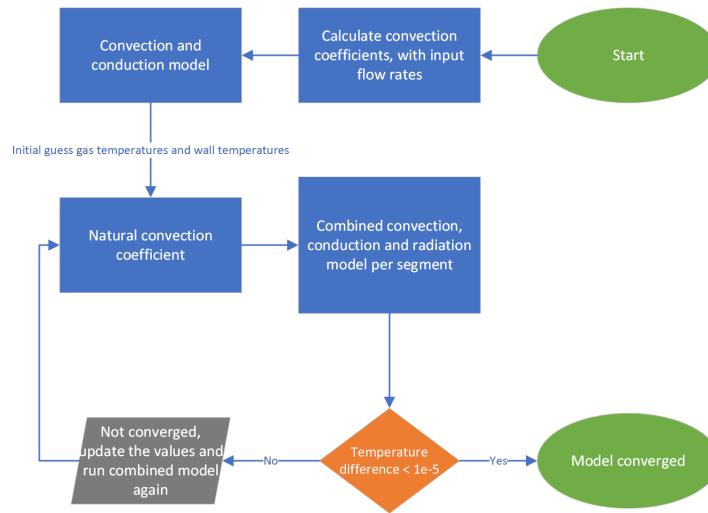 Start
Calculate convection
coefficients, with input
flow rates
Convection and
conduction model
Initial guess gas temperatures and wall temperatures
Natural convection
coefficient
Combined convection,
conduction and radiation
model per segment
Temperature
difference < 1e-5
No
Yes
Not converged,
update the values and
run combined model
again
Model converged